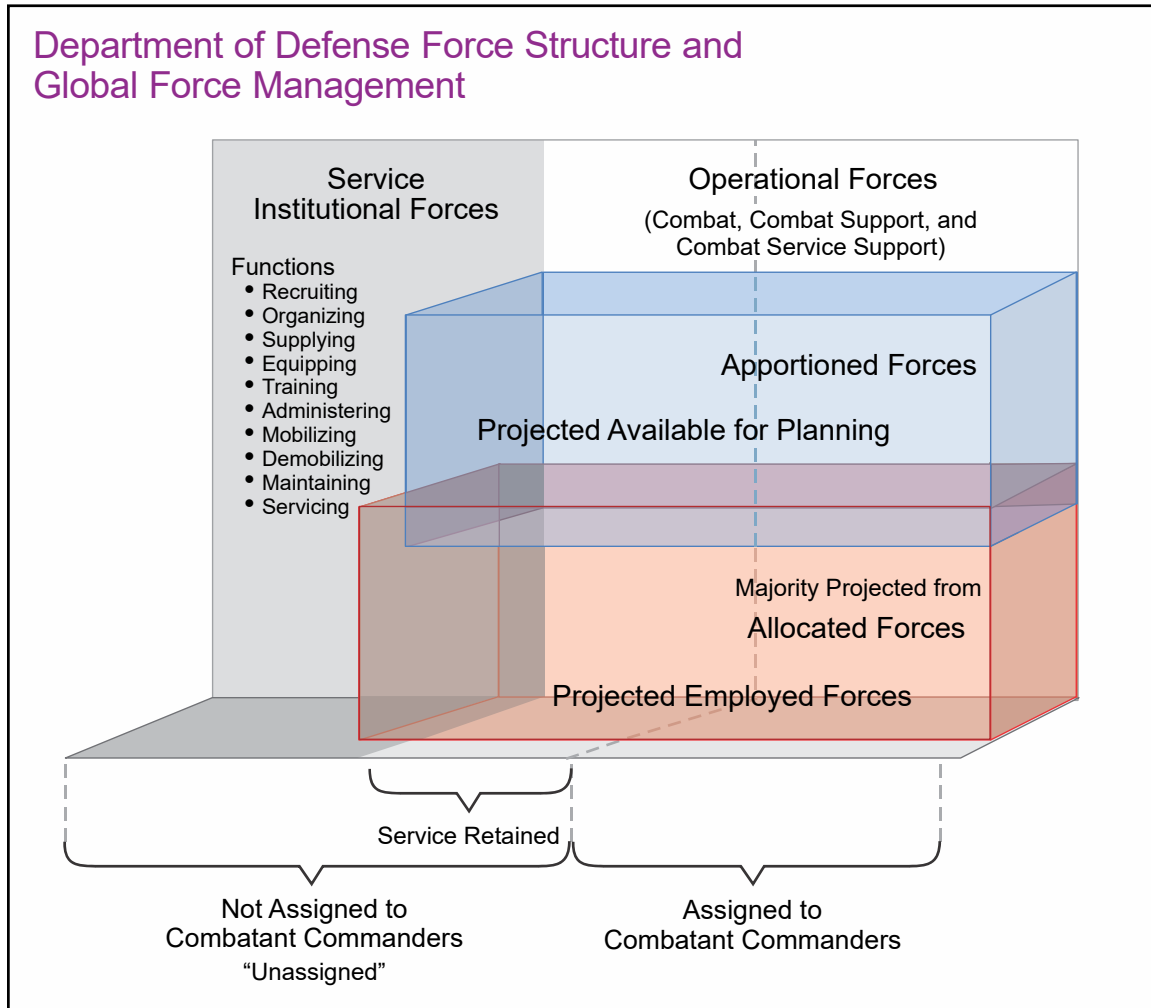 Department of Defense Force Structure and
Global Force Management
Service
Institutional Forces
Functions
• Recruiting
• Organizing
• Supplying
• Equipping
• Training
• Administering
• Mobilizing
• Demobilizing
• Maintaining
• Servicing
Operational Forces
(Combat, Combat Support, and
Combat Service Support)
Apportioned Forces
Projected Available for Planning
Majority Projected from
Allocated Forces
Projected Employed Forces
Service Retained
Not Assigned to
Combatant Commanders
“Unassigned”
Assigned to
Combatant Commanders